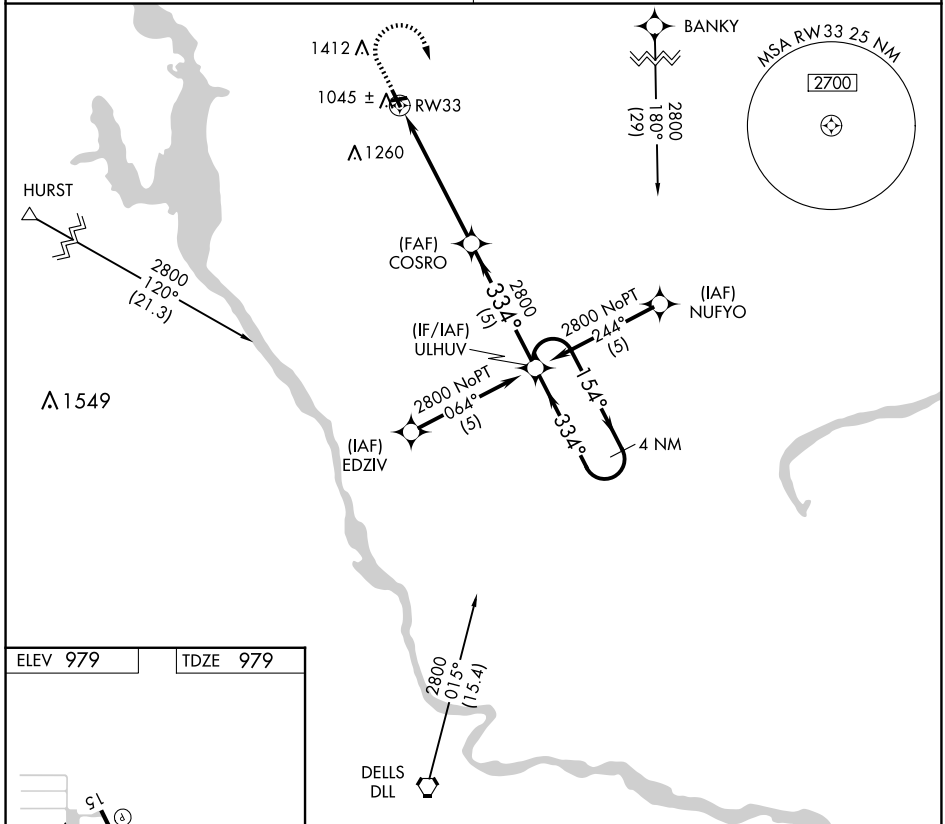 1412
BANKY
MSA RW33 25 NM
2700
1045 ±
RW33
2800
180°
(29)
1260
HURST
2800
120°
(21.3)
(FAF)
COSRO
2800
334°
(5)
(IAF)
NUFYO
2800 NoPT
244°
(5)
(IF/IAF)
ULHUV
2800 NoPT
064°
(5)
154°
334°
1549
(IAF)
EDZIV
4 NM
2800
015°
(15.4)
ELEV 979
TDZE 979
DELLS
DLL
15
P